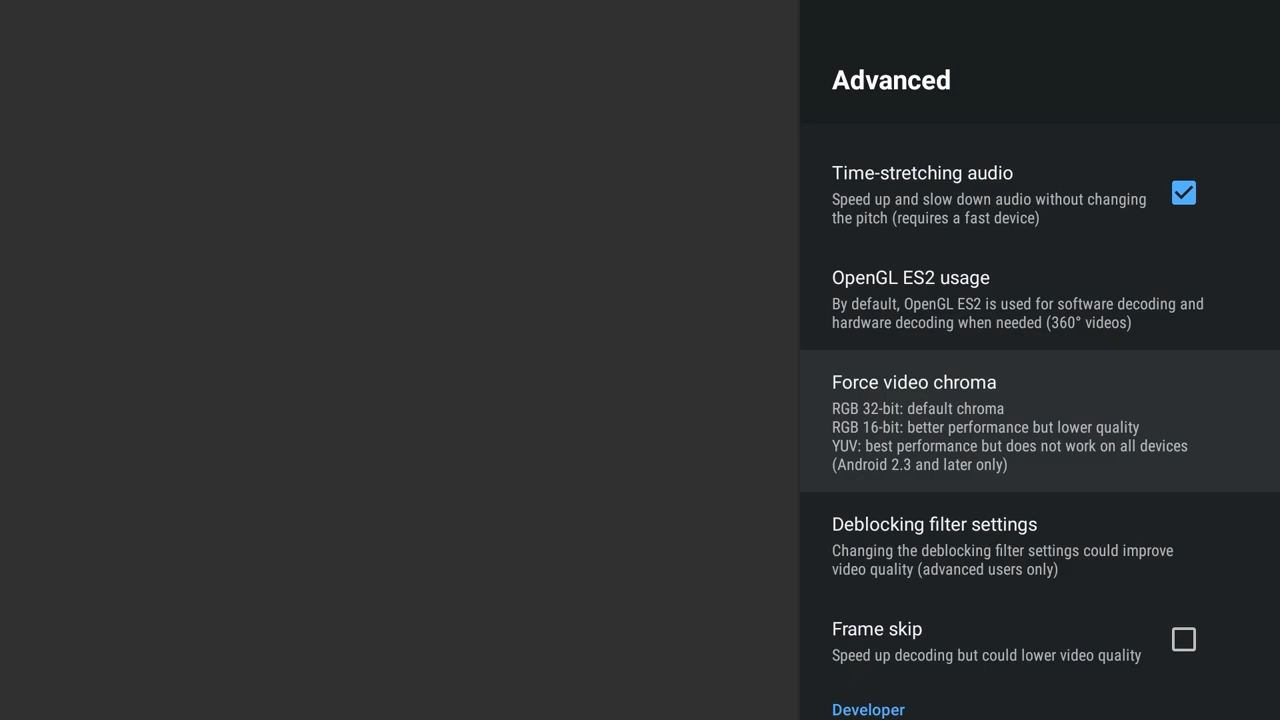 Advanced
Time-stretching audio
Speed up and slow down audio without changing
the pitch (requires a fast device)
OpenGL ES2 usage
By default, OpenGL ES2 is used for software decoding and
hardware decoding when needed (360° videos)
Force video chroma
RGB 32-bit: default chroma
RGB 16-bit: better performance but lower quality
YUV: best performance but does not work on all devices
(Android 2.3 and later only)
Deblocking filter settings
Changing the deblocking filter settings could improve
video quality (advanced users only)
Frame skip
Speed up decoding but could lower video quality
Developer